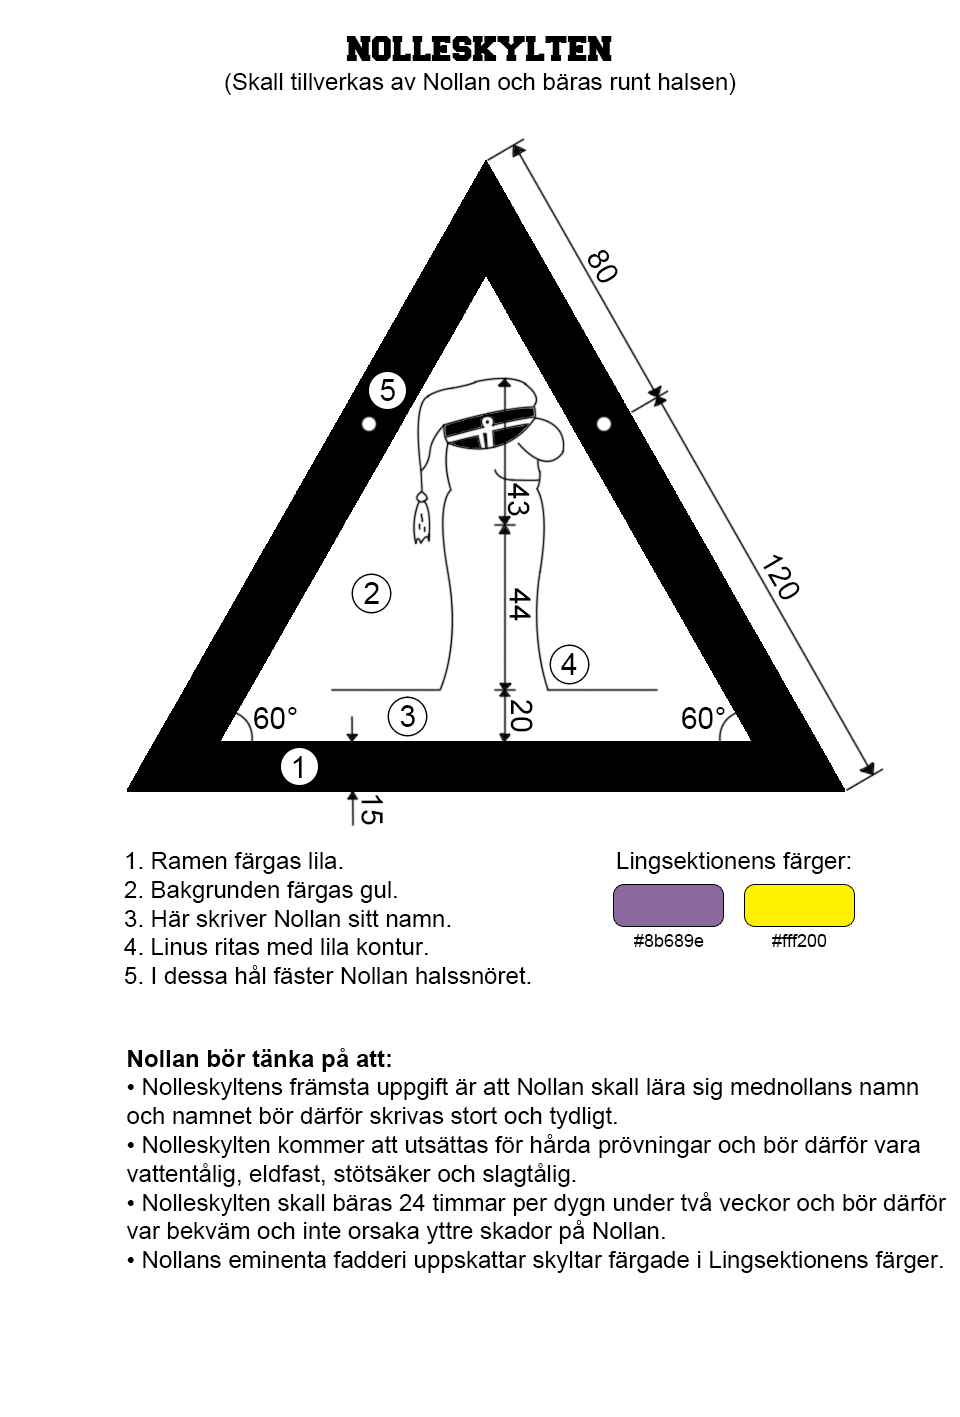 NOLLESKYLTEN
(Skall tillverkas av Nollan och bäras runt halsen)
80
5
43
120
2
44
4
60°
3
20
60°
1
15
1. Ramen färgas lila.
2. Bakgrunden färgas gul.
3. Här skriver Nollan sitt namn.
4. Linus ritas med lila kontur.
5. I dessa hål fäster Nollan halssnöret.
Lingsektionens färger:
#8b689e
#fff200
Nollan bör tänka på att:
• Nolleskyltens främsta uppgift är att Nollan skall lära sig mednollans namn
och namnet bör därför skrivas stort och tydligt.
• Nolleskylten kommer att utsättas för hårda prövningar och bör därför vara
vattentålig, eldfast, stötsäker och slagtålig.
• Nolleskylten skall bäras 24 timmar per dygn under två veckor och bör därför
var bekväm och inte orsaka yttre skador på Nollan.
• Nollans eminenta fadderi uppskattar skyltar färgade i Lingsektionens färger.